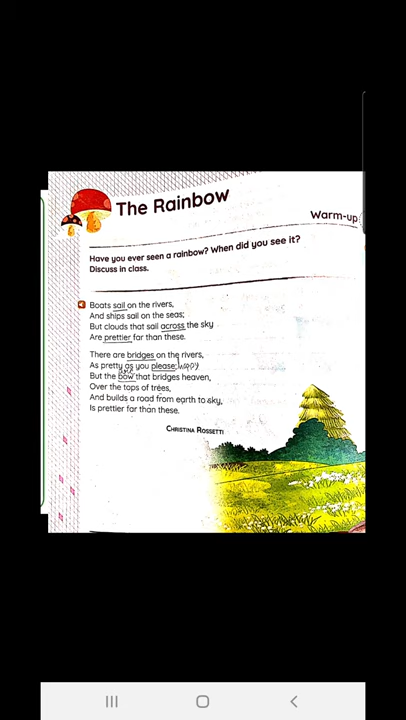 The Rainbow
Warm-up
Have you ever seen a rainbow? When did you see it?
Discuss in class.
Boats sail on the rivers,
And ships sail on the seas;
But clouds that sail across the sky
Are prettier far than these.
There are bridges on the rivers,
As pretty as you please; happy
But the bow that bridges heaven,
Over the tops of trees,
And builds a road from earth to sky,
Is prettier far than these.
CHRISTINA ROSSETTI